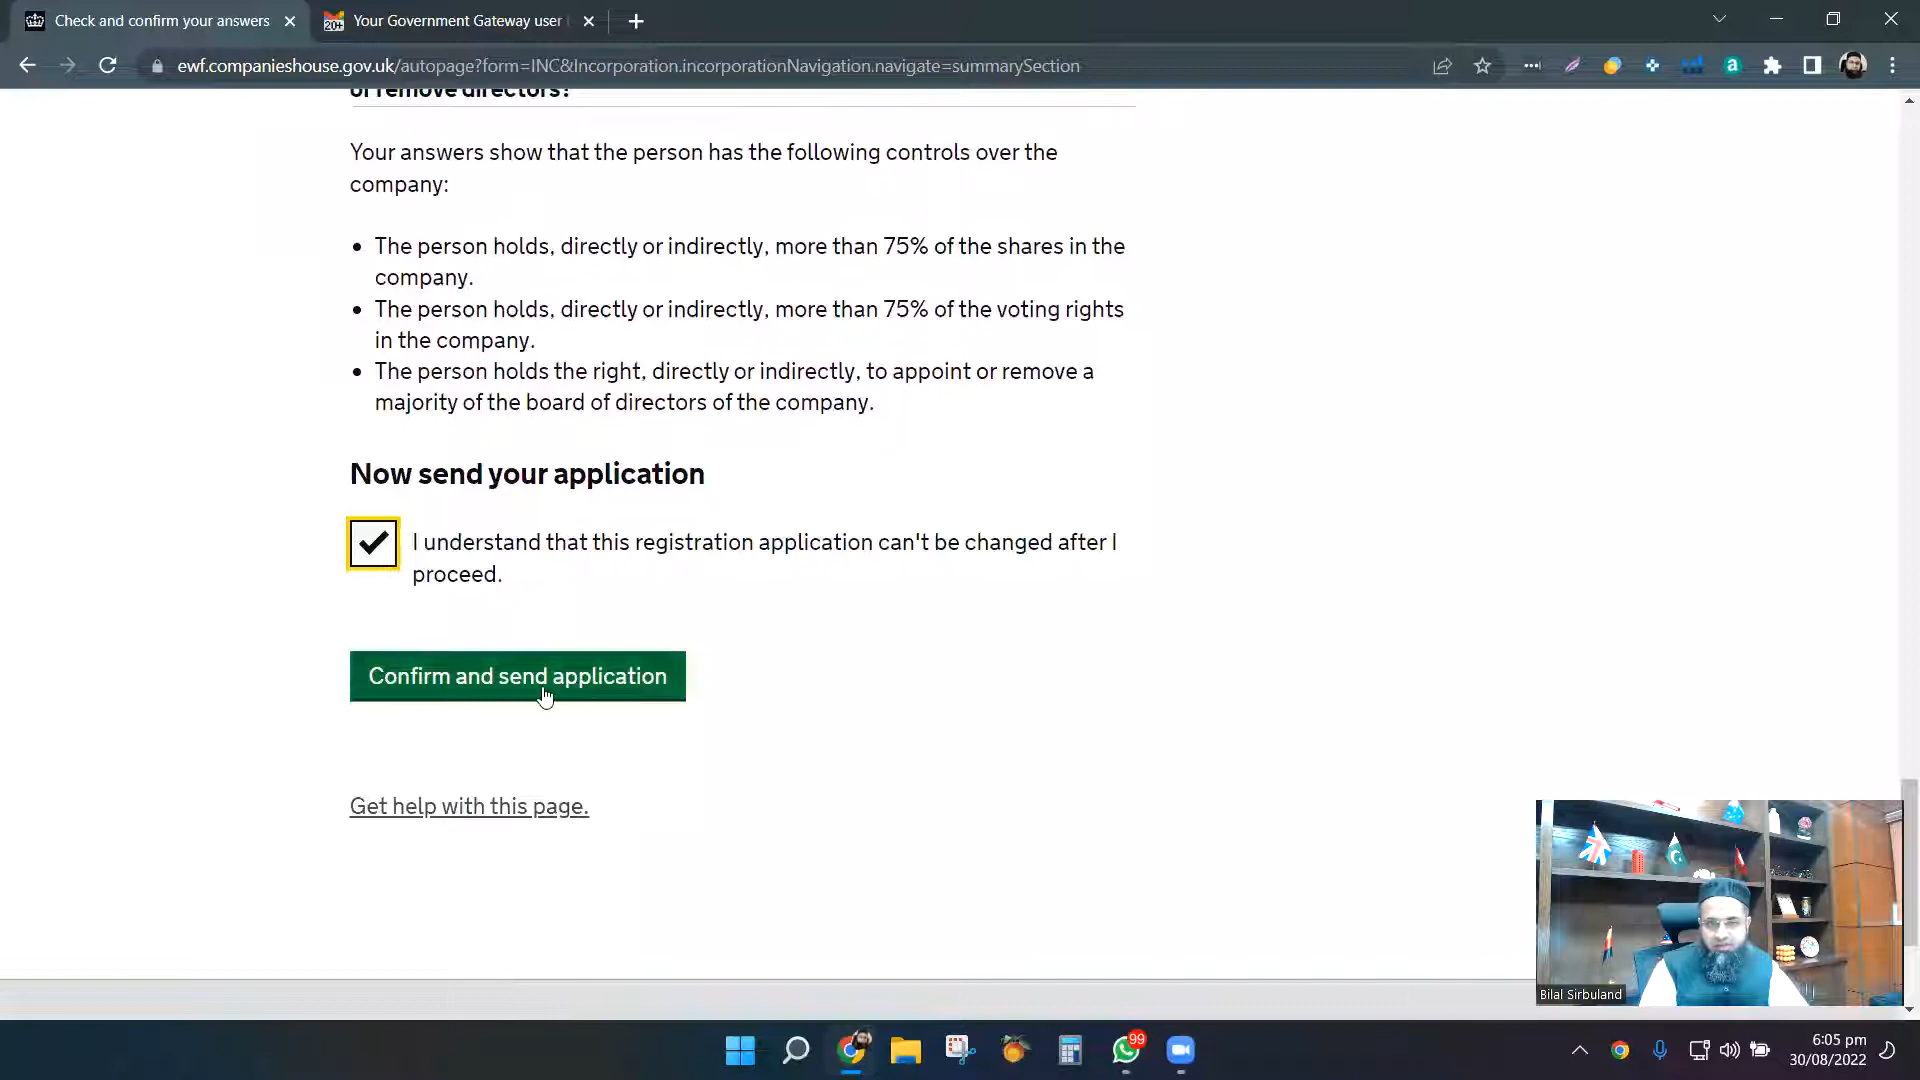 Check and confirm your answers
20+
Your Government Gateway user
ewf.companieshouse.gov.uk/autopage?form=INC&Incorporation.incorporationNavigation.navigate=summarySection
or remove directors?
Your answers show that the person has the following controls over the
company:
• The person holds, directly or indirectly, more than 75% of the shares in the
company.
• The person holds, directly or indirectly, more than 75% of the voting rights
in the company.
• The person holds the right, directly or indirectly, to appoint or remove a
majority of the board of directors of the company.
Now send your application
I understand that this registration application can't be changed after I
proceed.
Confirm and send application
Get help with this page.
Bilal Sirbuland
99
6:05 pm
30/08/2022